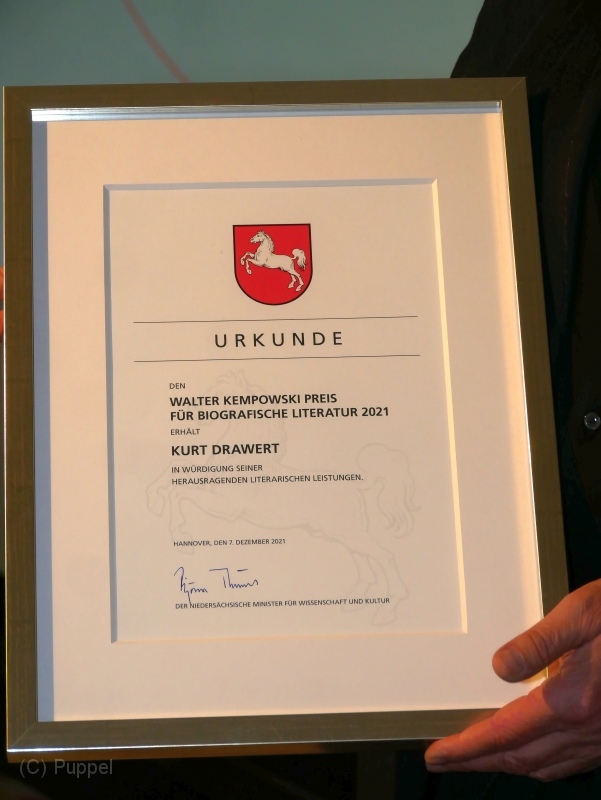 URKUNDE
DEN
WALTER KEMPOWSKI PREIS
FÜR BIOGRAFISCHE LITERATUR 2021
ERHÄLT
KURT DRAWERT
IN WÜRDIGUNG SEINER
HERAUSRAGENDEN LITERARISCHEN LEISTUNGEN.
HANNOVER, DEN 7. DEZEMBER 2021
DER NIEDERSÄCHSISCHE MINISTER FÜR WISSENSCHAFT UND KULTUR
(C) Puppel